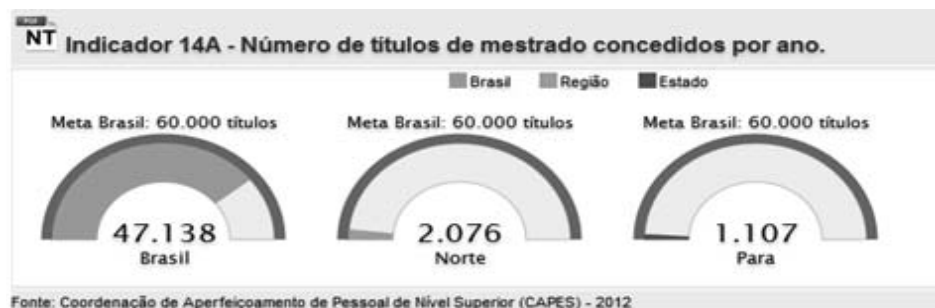 PDF
NT Indicador 14A - Número de títulos de mestrado concedidos por ano.
Brasil Região Estado
Meta Brasil: 60.000 títulos Meta Brasil: 60.000 títulos Meta Brasil: 60.000 títulos
47.138 2.076 1.107
Brasil Norte Para
Fonte: Coordenação de Aperfeicoamento de Pessoal de Nível Superior (CAPES) - 2012